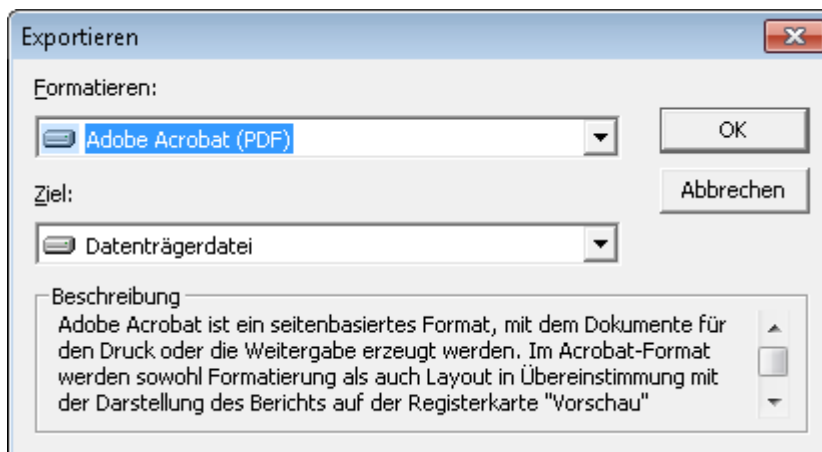 Exportieren
Formatieren:
Adobe Acrobat (PDF)
OK
Ziel:
Abbrechen
Datenträgerdatei
Beschreibung
Adobe Acrobat ist ein seitenbasiertes Format, mit dem Dokumente für
den Druck oder die Weitergabe erzeugt werden. Im Acrobat-Format
werden sowohl Formatierung als auch Layout in Übereinstimmung mit
der Darstellung des Berichts auf der Registerkarte "Vorschau"